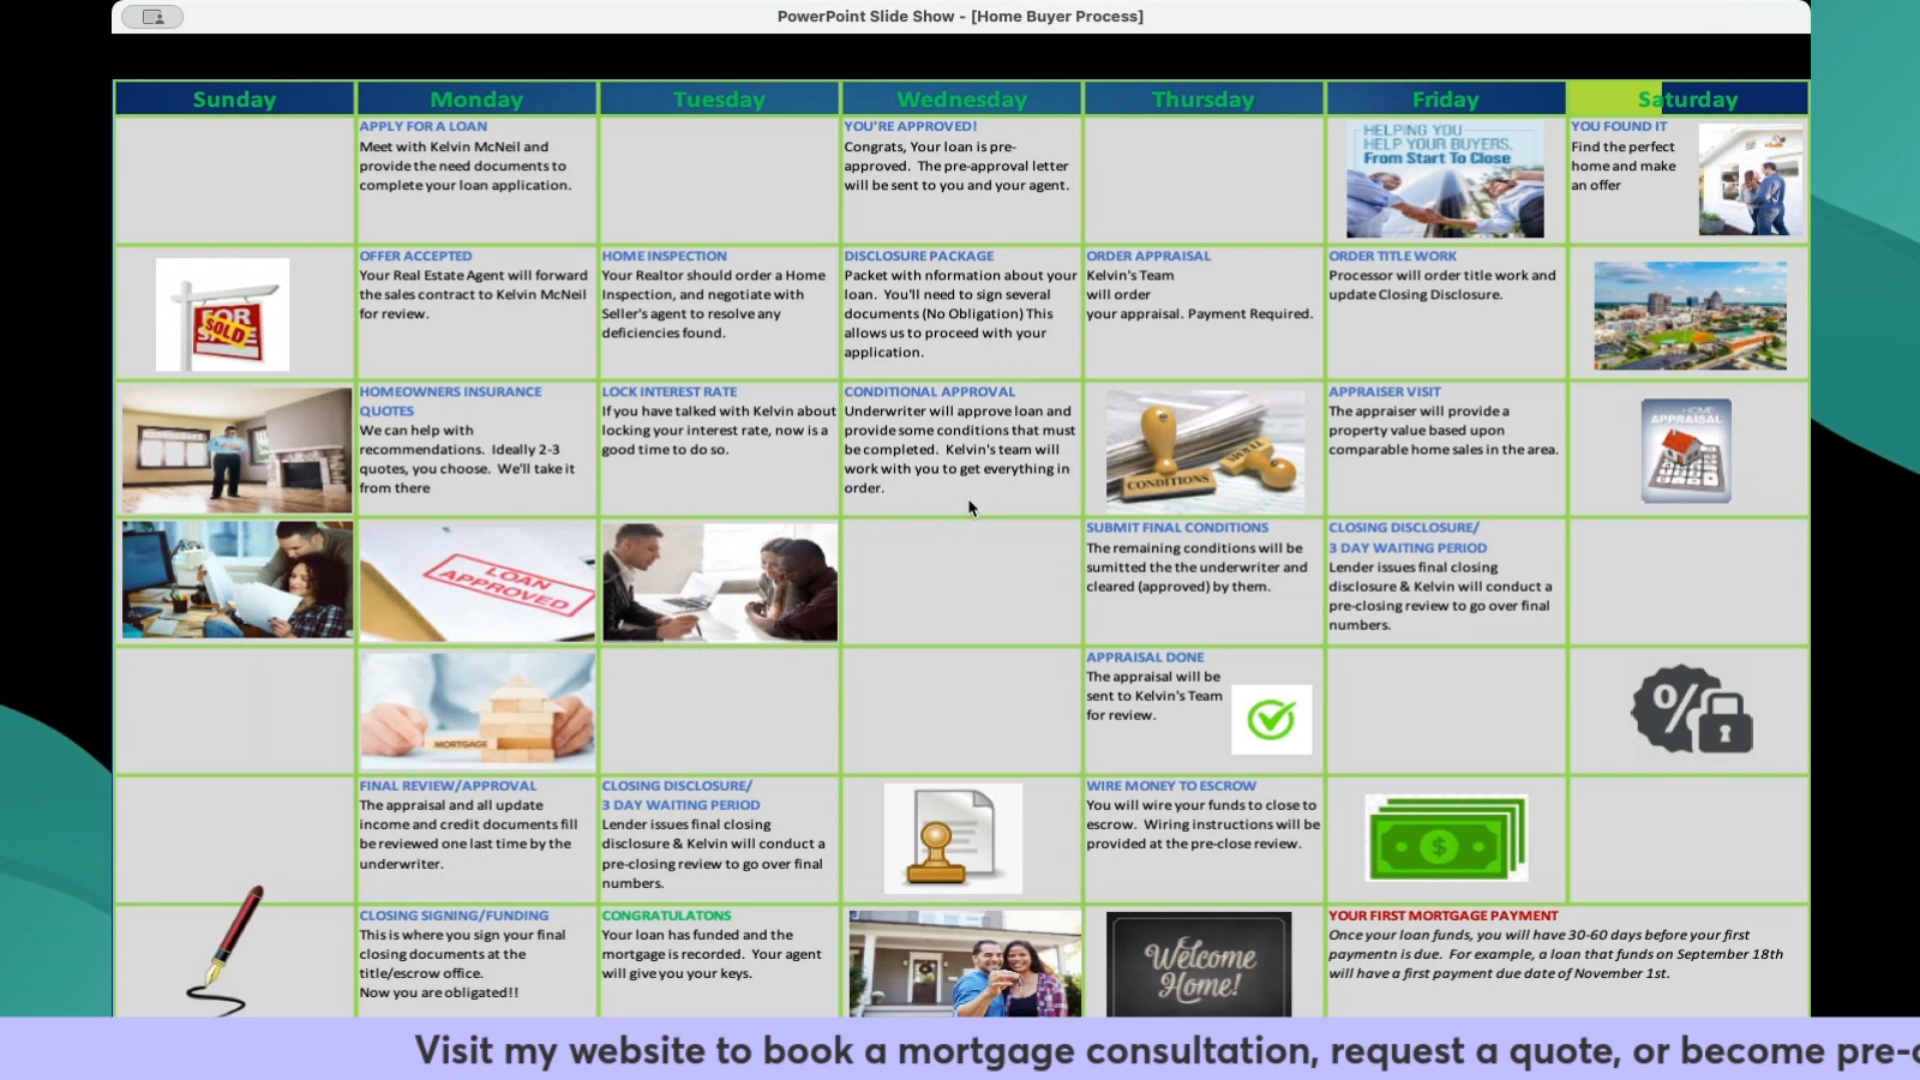 PowerPoint Slide Show - [Home Buyer Process]
Sunday
Monday
Tuesday
Wednesday
Thursday
Friday
Saturday
APPLY FOR A LOAN
Meet with Kelvin McNeil and
provide the need documents to
complete your loan application.
YOU'RE APPROVED!
Congrats, Your loan is pre-
approved. The pre-approval letter
will be sent to you and your agent.
HELPING YOU
HELP YOUR BUYERS.
From Start To Close
YOU FOUND IT
Find the perfect
home and make
an offer
FOR
SOLD
OFFER ACCEPTED
Your Real Estate Agent will forward
the sales contract to Kelvin McNeil
for review.
HOME INSPECTION
Your Realtor should order a Home
Inspection, and negotiate with
Seller's agent to resolve any
deficiencies found.
DISCLOSURE PACKAGE
Packet with nformation about your
loan. You'll need to sign several
documents (No Obligation) This
allows us to proceed with your
application.
ORDER APPRAISAL
Kelvin's Team
will order
your appraisal. Payment Required.
ORDER TITLE WORK
Processor will order title work and
update Closing Disclosure.
HOMEOWNERS INSURANCE
QUOTES
We can help with
recommendations. Ideally 2-3
quotes, you choose. We'll take it
from there
LOCK INTEREST RATE
If you have talked with Kelvin about
locking your interest rate, now is a
good time to do so.
CONDITIONAL APPROVAL
Underwriter will approve loan and
provide some conditions that must
be completed. Kelvin's team will
work with you to get everything in
order.
CONDITIONS
APPRAISER VISIT
The appraiser will provide a
property value based upon
comparable home sales in the area.
HOME
APPRAISAL
LOAN
APPROVED
SUBMIT FINAL CONDITIONS
The remaining conditions will be
sumitted the the underwriter and
cleared (approved) by them.
CLOSING DISCLOSURE/
3 DAY WAITING PERIOD
Lender issues final closing
disclosure & Kelvin will conduct a
pre-closing review to go over final
numbers.
MORTGAGE
APPRAISAL DONE
The appraisal will be
sent to Kelvin's Team
for review.
%
FINAL REVIEW/APPROVAL
The appraisal and all update
income and credit documents fill
be reviewed one last time by the
underwriter.
CLOSING DISCLOSURE/
3 DAY WAITING PERIOD
Lender issues final closing
disclosure & Kelvin will conduct a
pre-closing review to go over final
numbers.
WIRE MONEY TO ESCROW
You will wire your funds to close to
escrow. Wiring instructions will be
provided at the pre-close review.
$
CLOSING SIGNING/FUNDING
This is where you sign your final
closing documents at the
title/escrow office.
Now you are obligated!!
CONGRATULATONS
Your loan has funded and the
mortgage is recorded. Your agent
will give you your keys.
Welcome
Home!
YOUR FIRST MORTGAGE PAYMENT
Once your loan funds, you will have 30-60 days before your first
paymentn is due. For example, a loan that funds on September 18th
will have a first payment due date of November 1st.
Visit my website to book a mortgage consultation, request a quote, or become pre-